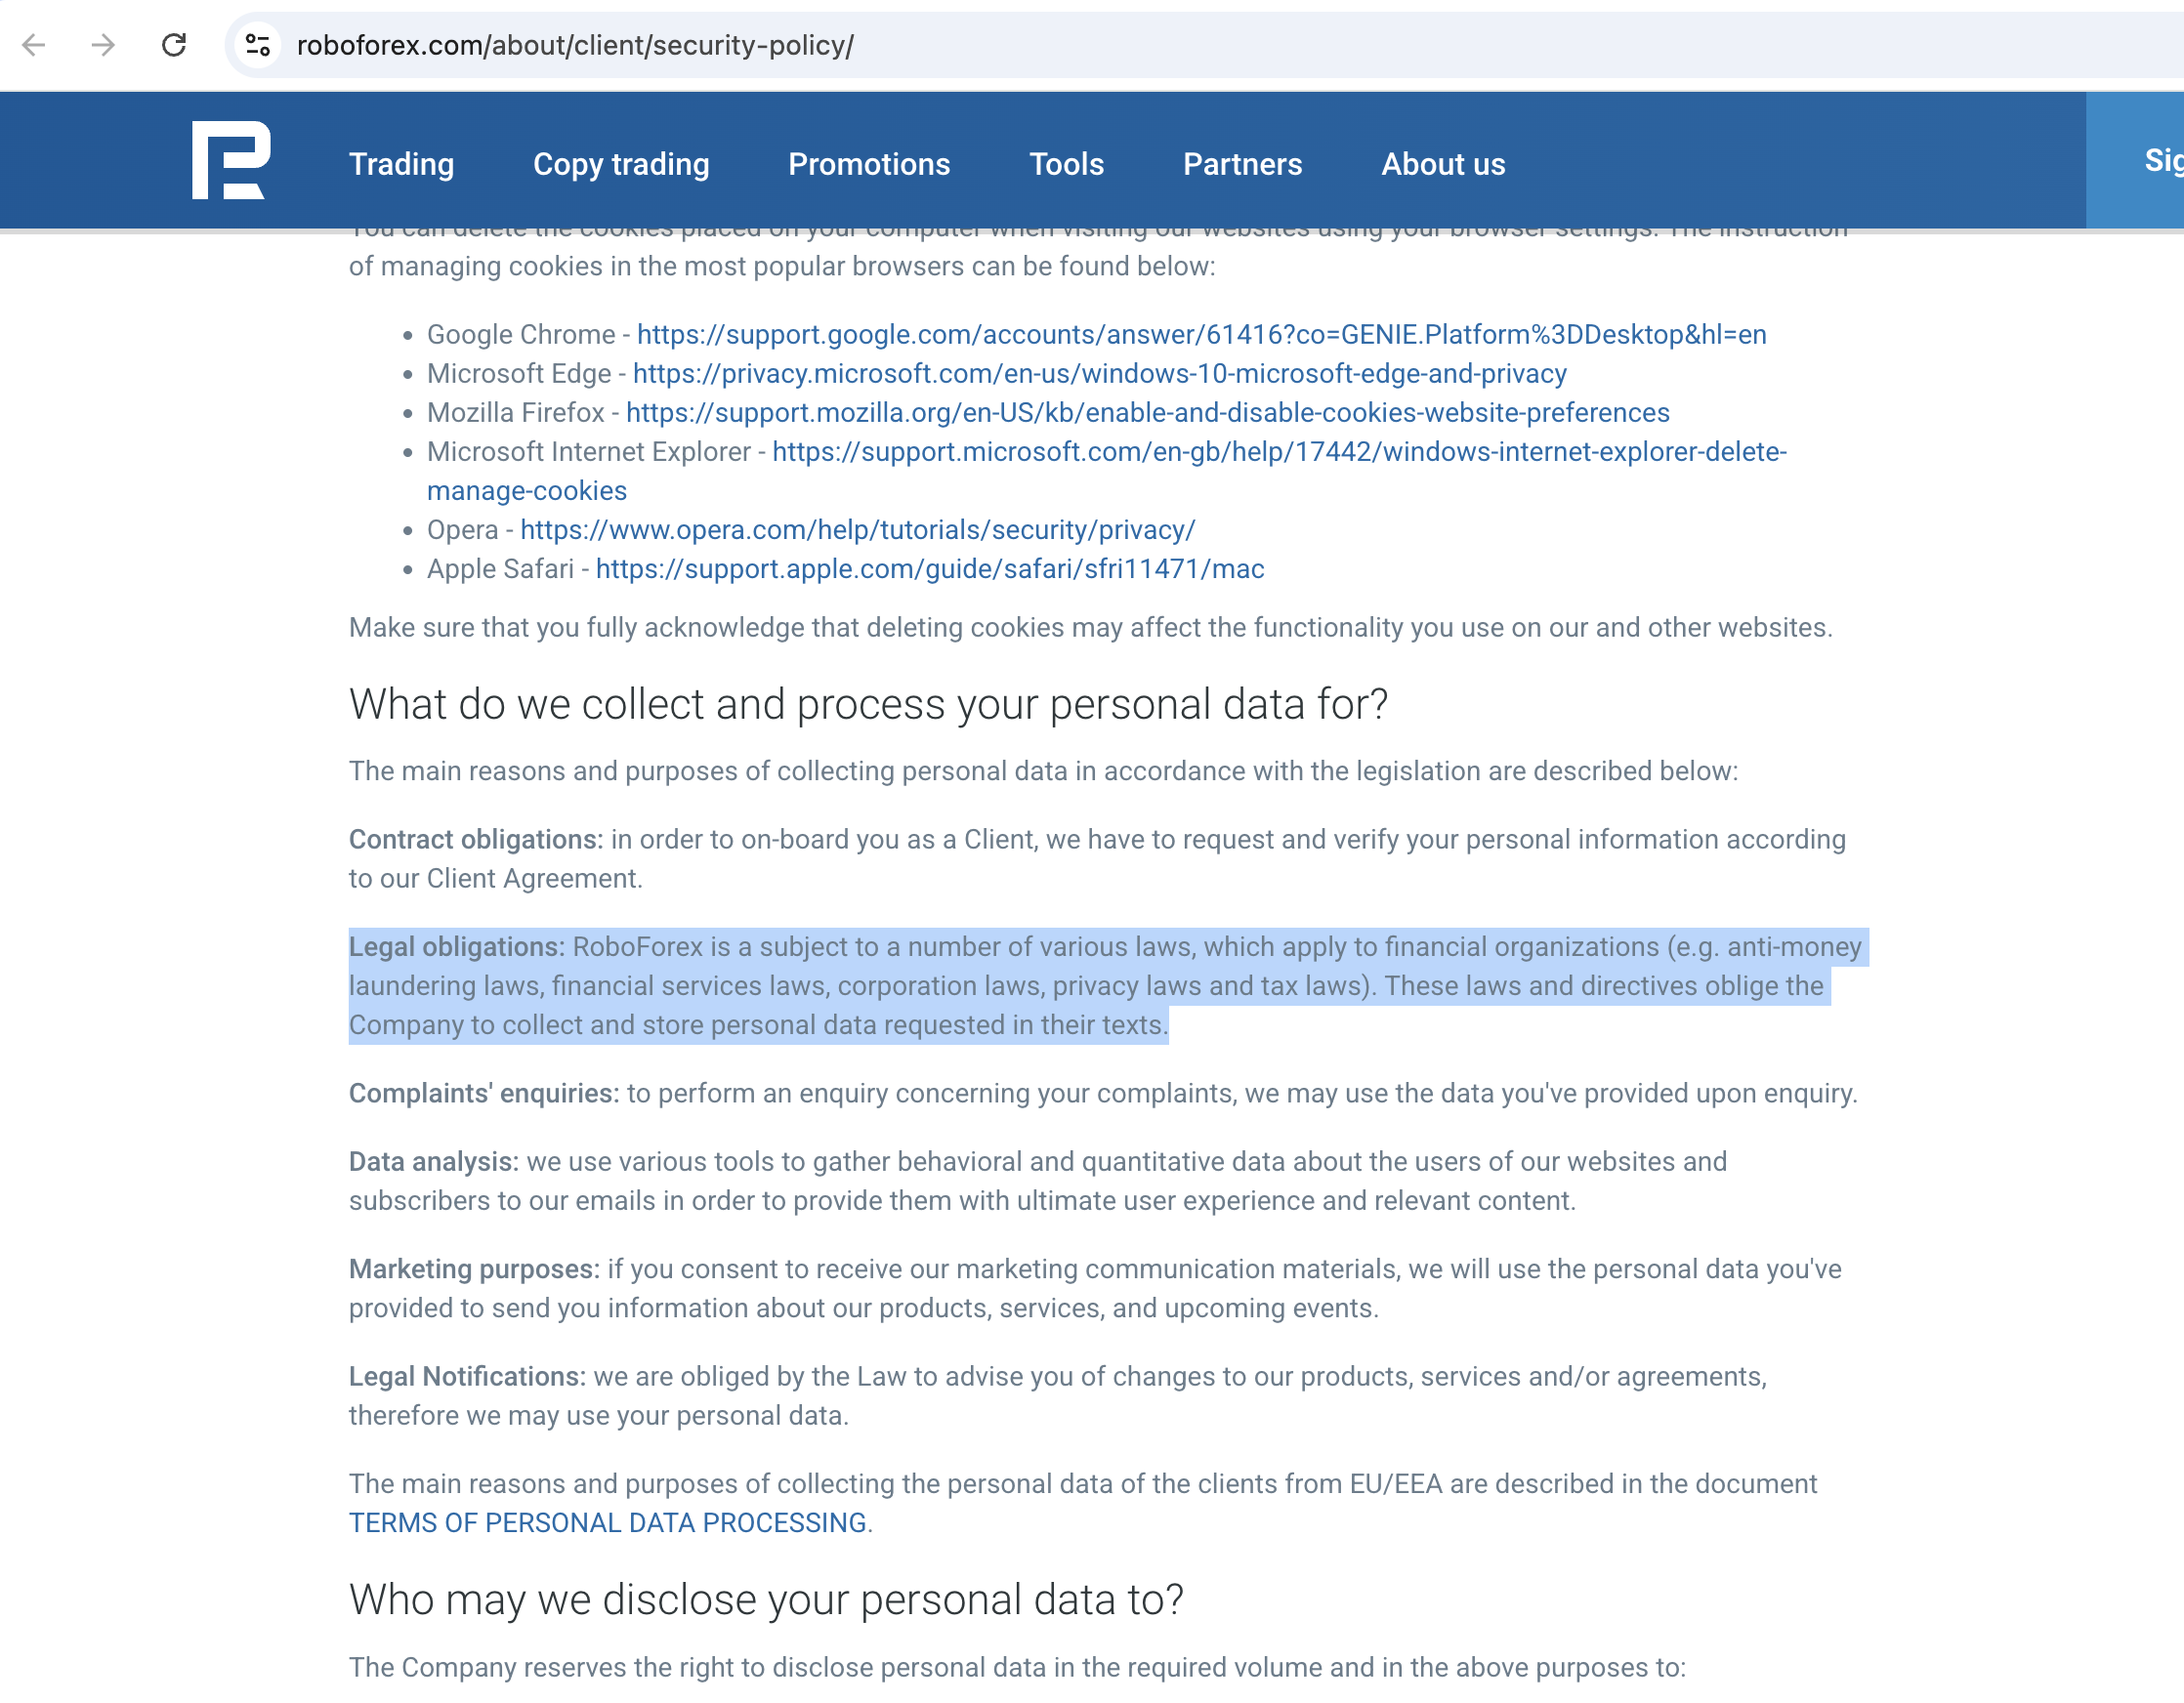 roboforex.com/about/client/security-policy/
Trading Copy trading Promotions Tools Partners About us
You can delete the cookies placed on your computer when visiting our websites using your browser settings. The instruction
of managing cookies in the most popular browsers can be found below:
• Google Chrome - https://support.google.com/accounts/answer/61416?co=GENIE.Platform%3DDesktop&hl=en
• Microsoft Edge - https://privacy.microsoft.com/en-us/windows-10-microsoft-edge-and-privacy
• Mozilla Firefox - https://support.mozilla.org/en-US/kb/enable-and-disable-cookies-website-preferences
• Microsoft Internet Explorer - https://support.microsoft.com/en-gb/help/17442/windows-internet-explorer-delete-
manage-cookies
• Opera - https://www.opera.com/help/tutorials/security/privacy/
• Apple Safari - https://support.apple.com/guide/safari/sfri11471/mac
Make sure that you fully acknowledge that deleting cookies may affect the functionality you use on our and other websites.
What do we collect and process your personal data for?
The main reasons and purposes of collecting personal data in accordance with the legislation are described below:
Contract obligations: in order to on-board you as a Client, we have to request and verify your personal information according
to our Client Agreement.
Legal obligations: RoboForex is a subject to a number of various laws, which apply to financial organizations (e.g. anti-money
laundering laws, financial services laws, corporation laws, privacy laws and tax laws). These laws and directives oblige the
Company to collect and store personal data requested in their texts.
Complaints' enquiries: to perform an enquiry concerning your complaints, we may use the data you've provided upon enquiry.
Data analysis: we use various tools to gather behavioral and quantitative data about the users of our websites and
subscribers to our emails in order to provide them with ultimate user experience and relevant content.
Marketing purposes: if you consent to receive our marketing communication materials, we will use the personal data you've
provided to send you information about our products, services, and upcoming events.
Legal Notifications: we are obliged by the Law to advise you of changes to our products, services and/or agreements,
therefore we may use your personal data.
The main reasons and purposes of collecting the personal data of the clients from EU/EEA are described in the document
TERMS OF PERSONAL DATA PROCESSING.
Who may we disclose your personal data to?
The Company reserves the right to disclose personal data in the required volume and in the above purposes to: